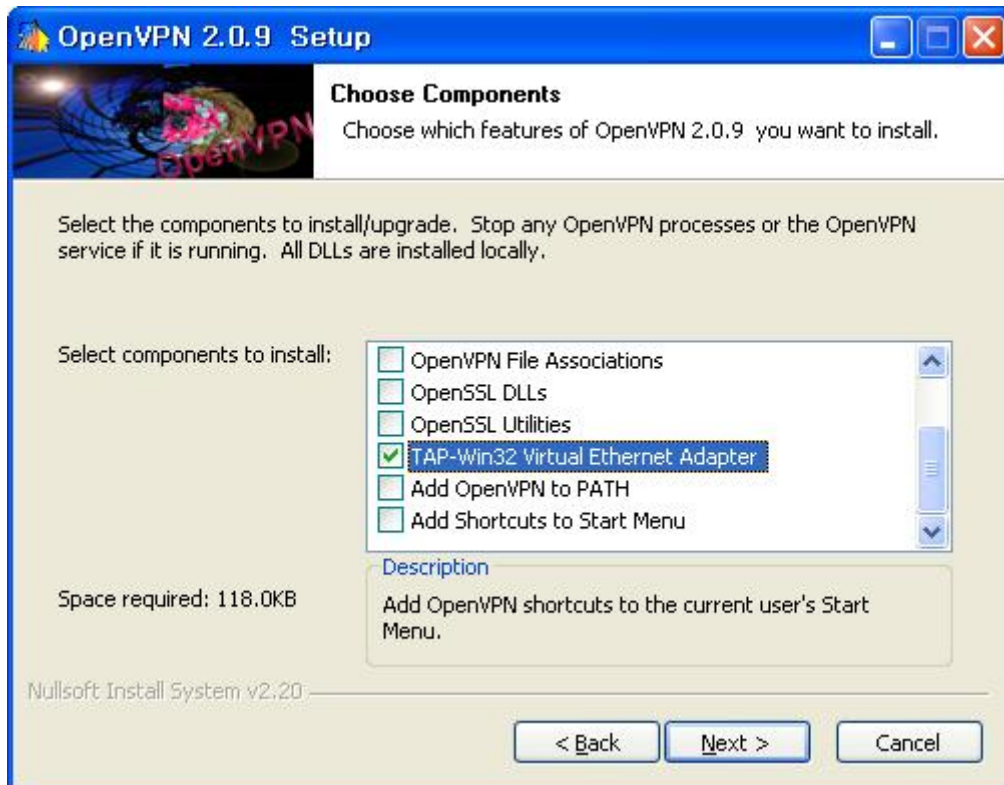 OpenVPN 2.0.9 Setup
OpenVPN
Choose Components
Choose which features of OpenVPN 2.0.9 you want to install.
Select the components to install/upgrade. Stop any OpenVPN processes or the OpenVPN
service if it is running. All DLLs are installed locally.
Select components to install:
OpenVPN File Associations
OpenSSL DLLs
OpenSSL Utilities
TAP-Win32 Virtual Ethernet Adapter
Add OpenVPN to PATH
Add Shortcuts to Start Menu
Space required: 118.0KB
Description
Add OpenVPN shortcuts to the current user's Start
Menu.
Nullsoft Install System v2.20
< Back
Next >
Cancel